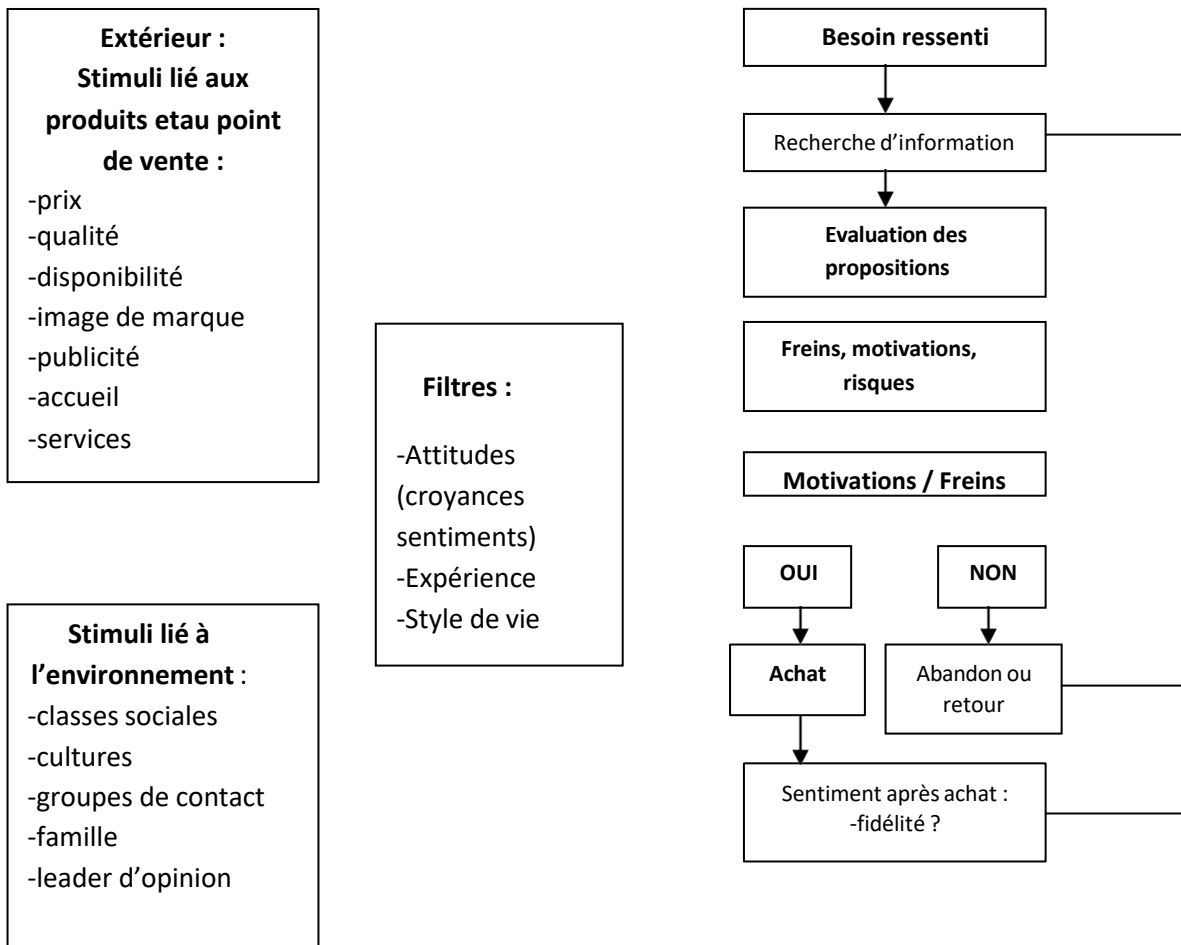 Extérieur :
Stimuli lié aux
produits etau point
de vente :
-prix
-qualité
-disponibilité
-image de marque
-publicité
-accueil
-services
Stimuli lié à
l’environnement :
-classes sociales
-cultures
-groupes de contact
-famille
-leader d’opinion
Filtres :
-Attitudes
(croyances
sentiments)
-Expérience
-Style de vie
Besoin ressenti
Recherche d’information
Evaluation des
propositions
Freins, motivations,
risques
Motivations / Freins
OUI
NON
Achat
Abandon ou
retour
Sentiment après achat :
-fidélité ?